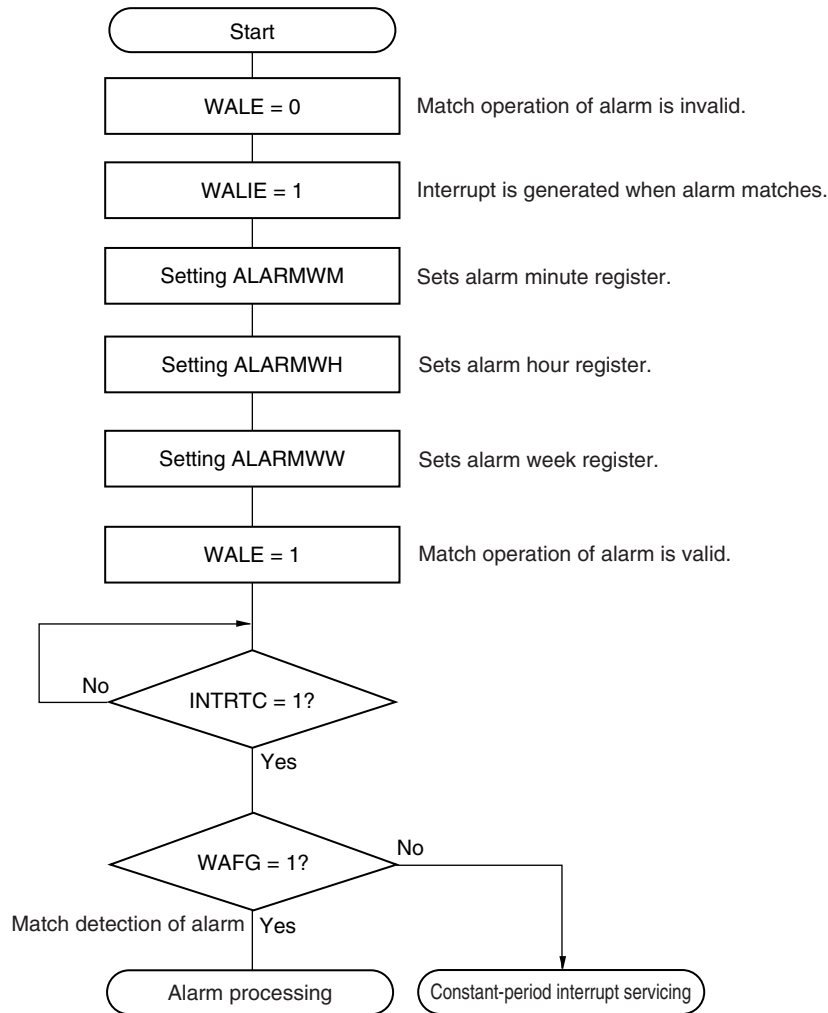 Start
WALE = 0
Match operation of alarm is invalid.
WALIE = 1
Interrupt is generated when alarm matches.
Setting ALARMWM
Sets alarm minute register.
Setting ALARMWH
Sets alarm hour register.
Setting ALARMWW
Sets alarm week register.
WALE = 1
Match operation of alarm is valid.
No
INTRTC = 1?
Yes
WAFG = 1?
No
Match detection of alarm
Yes
Alarm processing
Constant-period interrupt servicing